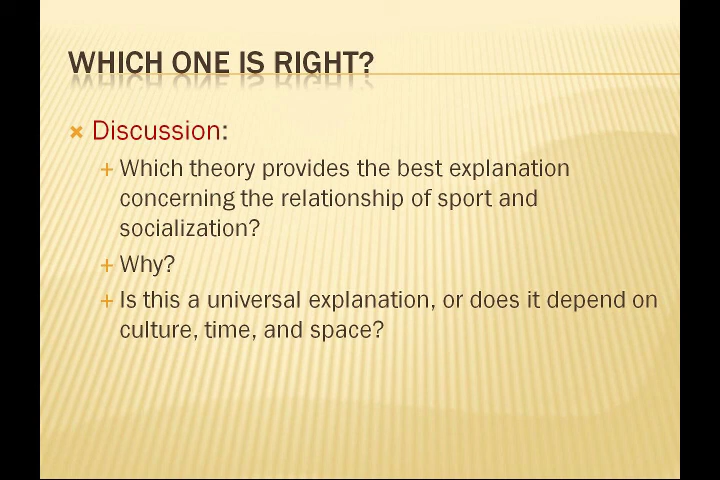 WHICH ONE IS RIGHT?
Discussion:
Which theory provides the best explanation
concerning the relationship of sport and
socialization?
Why?
Is this a universal explanation, or does it depend on
culture, time, and space?